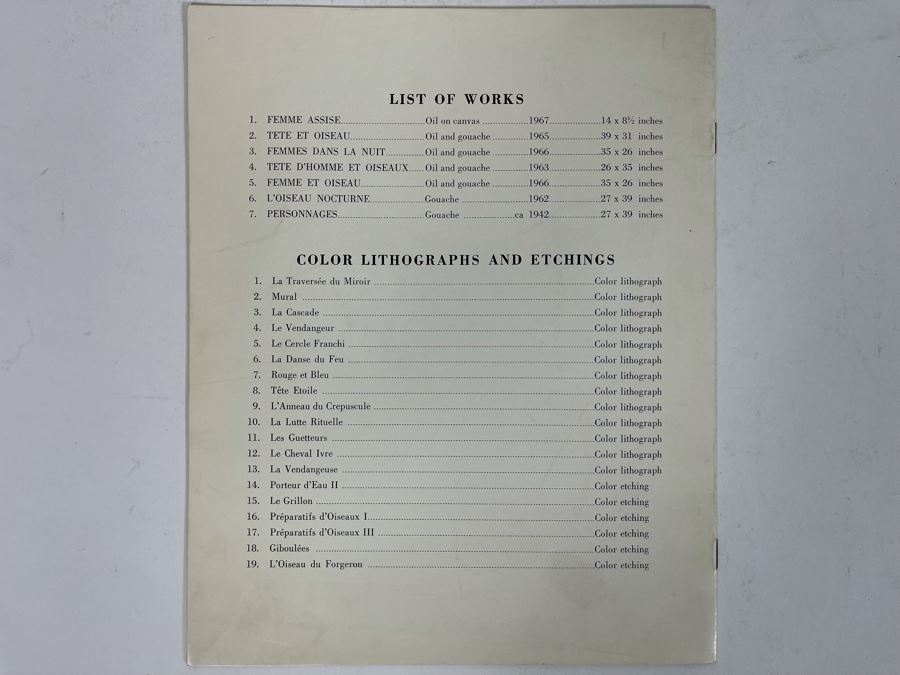 LIST OF WORKS
1. FEMME ASSISE Oil on canvas 1967 14 x 8½ inches
2. TETE ET OISEAU Oil and gouache 1965 39 x 31 inches
3. FEMMES DANS LA NUIT Oil and gouache 1966 35 x 26 inches
4. TETE D'HOMME ET OISEAUX Oil and gouache 1963 26 x 35 inches
5. FEMME ET OISEAU Oil and gouache 1966 35 x 26 inches
6. L'OISEAU NOCTURNE Gouache 1962 27 x 39 inches
7. PERSONNAGES Gouache ca 1942 27 x 39 inches
COLOR LITHOGRAPHS AND ETCHINGS
1. La Traversée du Miroir Color lithograph
2. Mural Color lithograph
3. La Cascade Color lithograph
4. Le Vendangeur Color lithograph
5. Le Cercle Franchi Color lithograph
6. La Danse du Feu Color lithograph
7. Rouge et Bleu Color lithograph
8. Tête Etoile Color lithograph
9. L'Anneau du Crepuscule Color lithograph
10. La Lutte Rituelle Color lithograph
11. Les Guetteurs Color lithograph
12. Le Cheval Ivre Color lithograph
13. La Vendangeuse Color lithograph
14. Porteur d'Eau II Color etching
15. Le Grillon Color etching
16. Préparatifs d'Oiseaux I Color etching
17. Préparatifs d'Oiseaux III Color etching
18. Giboulées Color etching
19. L'Oiseau du Forgeron Color etching